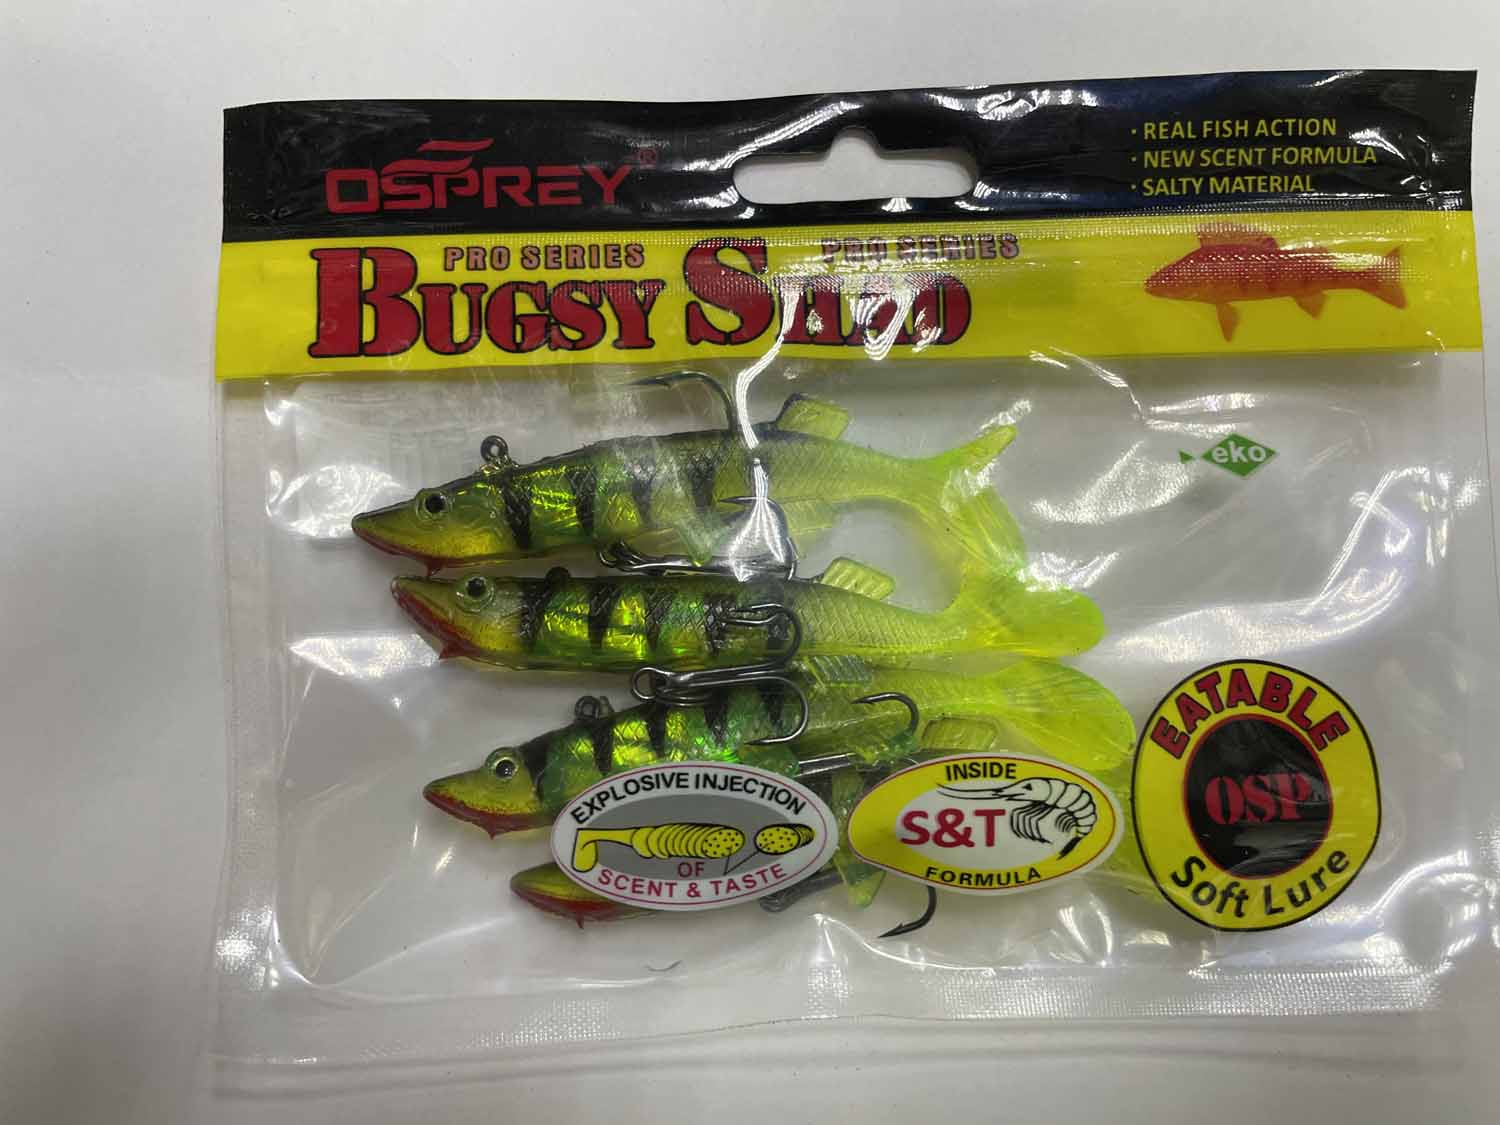 OSPREY®
· REAL FISH ACTION
· NEW SCENT FORMULA
· SALTY MATERIAL
PRO SERIES
PRO SERIES
BUGSY SHAD
eko
EXPLOSIVE INJECTION
OF
SCENT & TASTE
INSIDE
S&T
FORMULA
EATABLE
OSP
Soft Lure